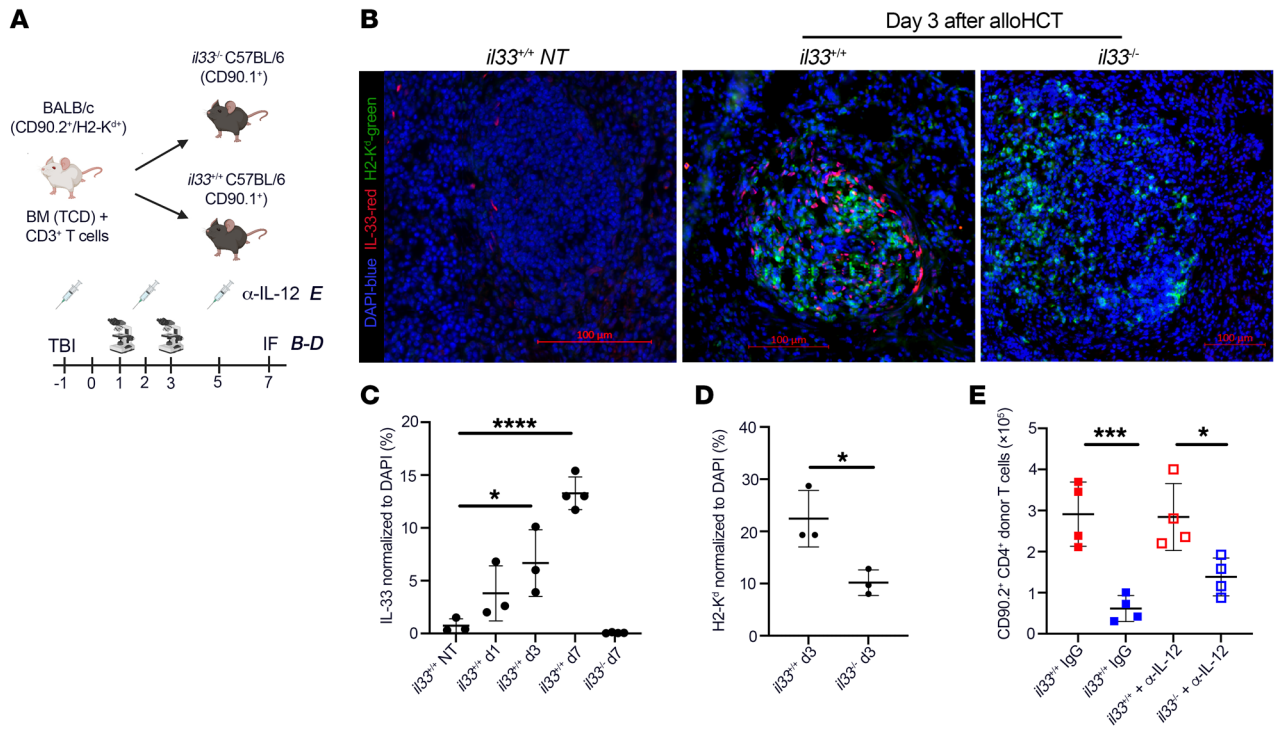 A
il33-/- C57BL/6
(CD90.1+)
BALB/c
(CD90.2+/H2-Kd+)
il33+/+ C57BL/6
CD90.1+)
BM (TCD) +
CD3+ T cells
α-IL-12 E
TBI
IF B-D
-1 0 1 2 3 5 7
B
Day 3 after alloHCT
il33+/+ NT
il33+/+
il33-/-
DAPI-blue IL-33-red H2-Kd-green
100 µm
100 µm
100 µm
C
IL-33 normalized to DAPI (%)
20
15
10
5
0
****
*
il33+/+ NT
il33+/+ d1
il33+/+ d3
il33+/+ d7
il33-/- d7
D
H2-Kd normalized to DAPI (%)
40
30
20
10
0
*
il33+/+ d3
il33-/- d3
E
CD90.2+ CD4+ donor T cells (×10⁵)
5
4
3
2
1
0
***
*
il33+/+ IgG
il33+/+ IgG
il33+/+ + α-IL-12
il33-/- + α-IL-12